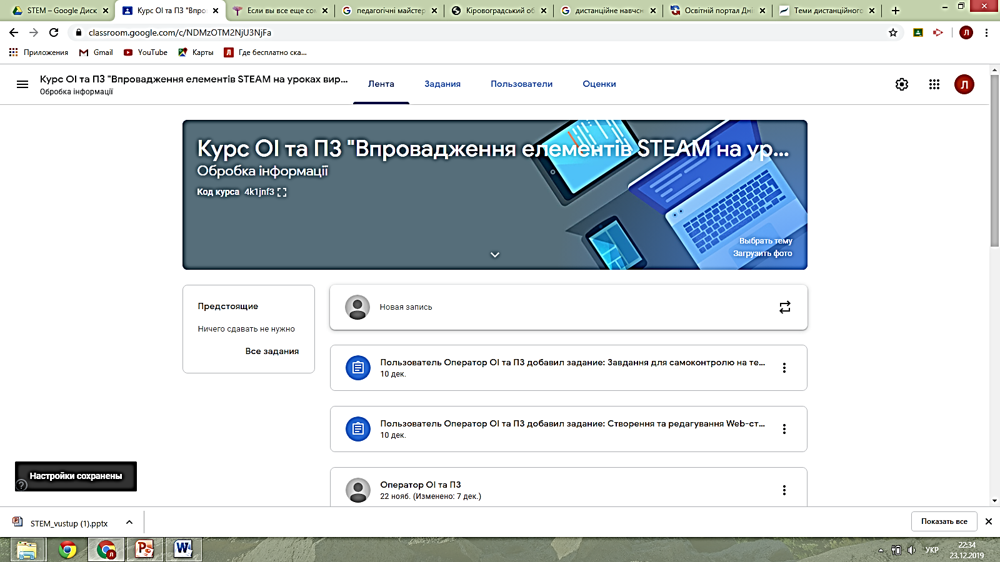 STEM – Google Диск
Курс ОІ та ПЗ "Впро
Если вы все еще сон
педагогічні майстер
Кіровоградський об
дистанційне навчсн
Освітній портал Дні
Теми дистанційного
classroom.google.com/c/NDMzOTM2NjU3NjFa
Л
Приложения
Gmail
YouTube
Карты
Где бесплатно ска...
Курс ОІ та ПЗ "Впровадження елементів STEAM на уроках вир...
Обробка інформації
Лента
Задания
Пользователи
Оценки
Л
Курс ОІ та ПЗ "Впровадження елементів STEAM на ур...
Обробка інформації
Код курса 4k1jnf3
Выбрать тему
Загрузить фото
Предстоящие
Ничего сдавать не нужно
Все задания
Новая запись
Пользователь Оператор ОІ та ПЗ добавил задание: Завдання для самоконтролю на те...
10 дек.
Пользователь Оператор ОІ та ПЗ добавил задание: Створення та редагування Web-ст...
10 дек.
Оператор ОІ та ПЗ
22 нояб. (Изменено: 7 дек.)
Настройки сохранены
STEM_vustup (1).pptx
Показать все
УКР
22:34
23.12.2019